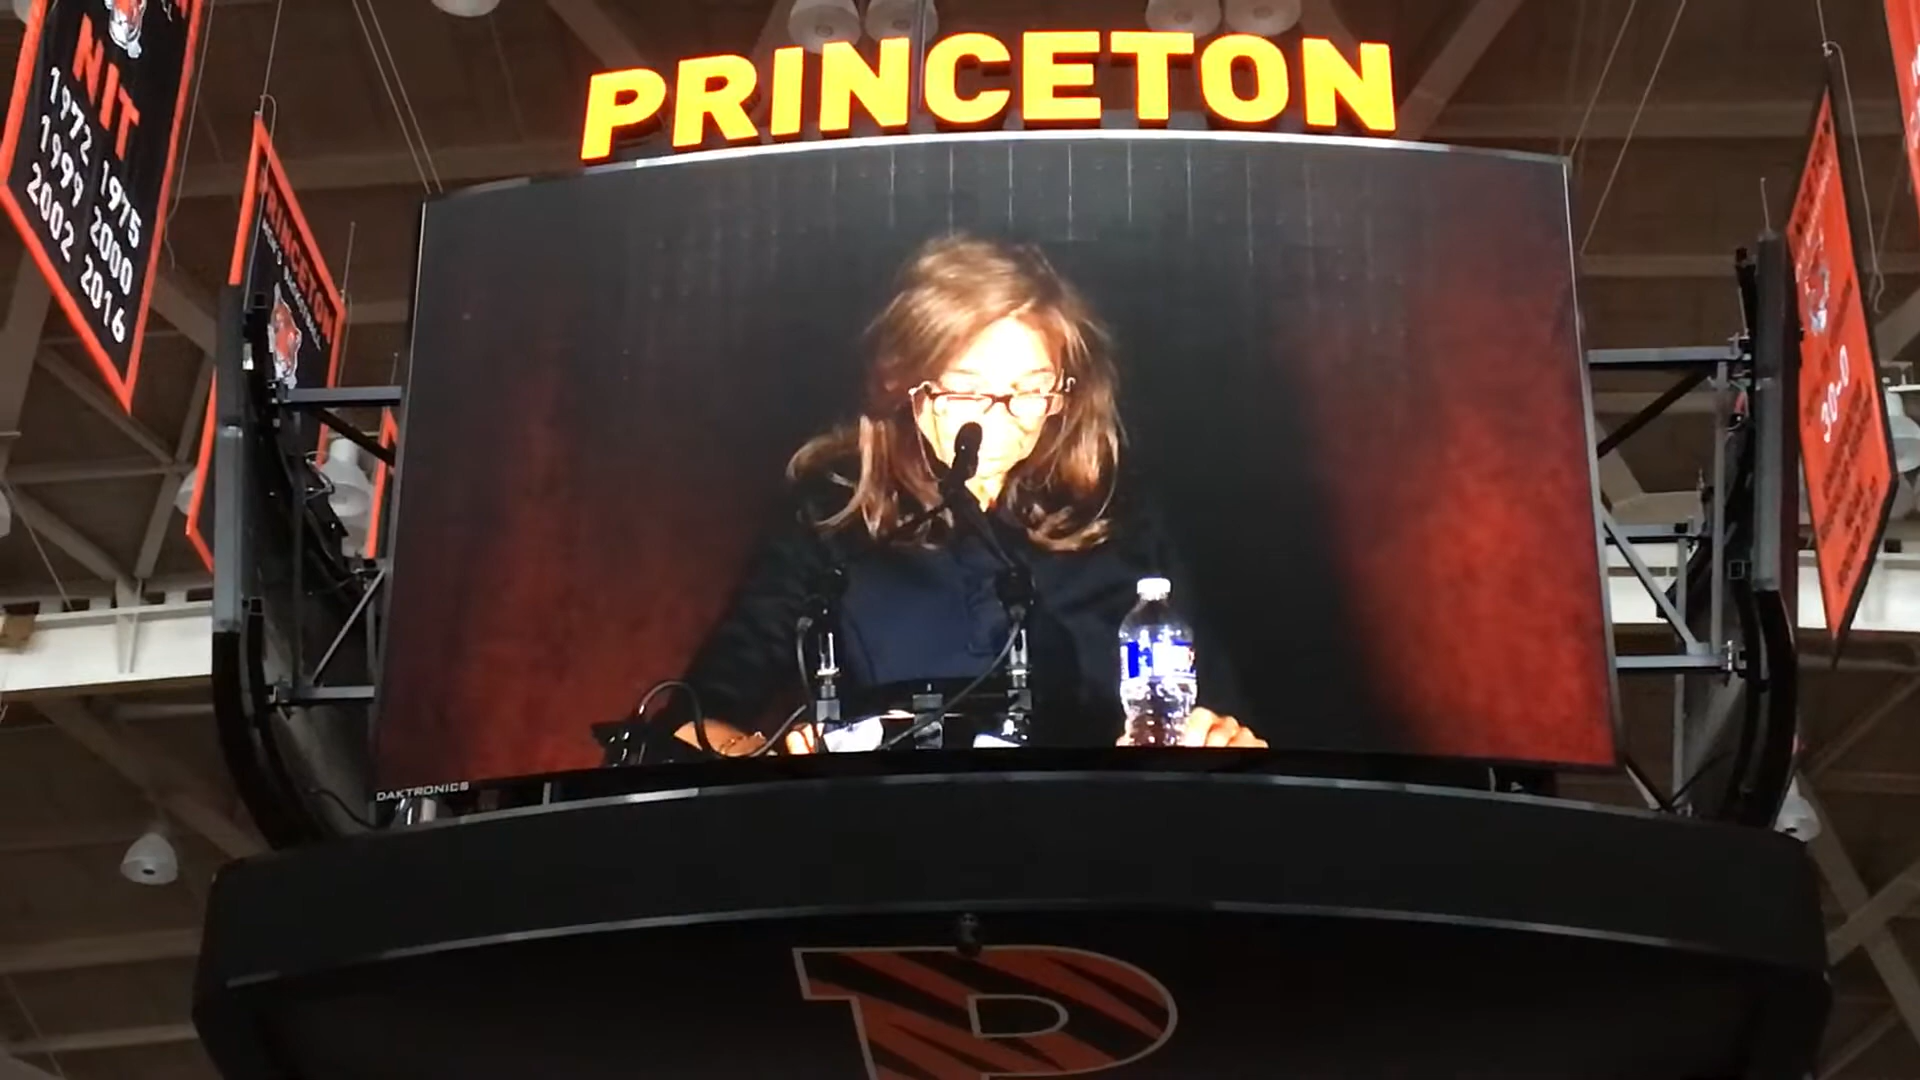 PRINCETON
NIT
1972 1975
1999 2000
2002 2016
PRINCETON
30-0
DAKTRONICS
P